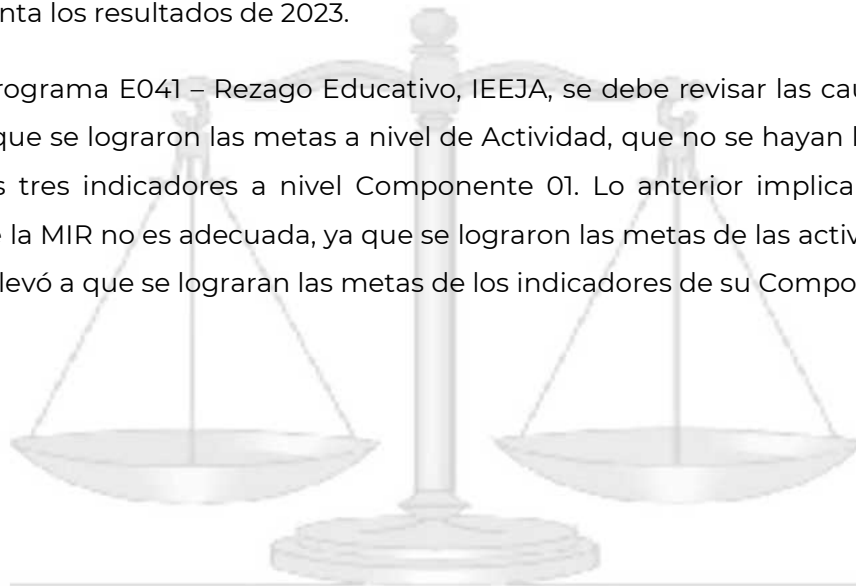 nta los resultados de 2023.
rograma E041 – Rezago Educativo, IEEJA, se debe revisar las cau
que se lograron las metas a nivel de Actividad, que no se hayan l
s tres indicadores a nivel Componente 01. Lo anterior implica
e la MIR no es adecuada, ya que se lograron las metas de las activ
llevó a que se lograran las metas de los indicadores de su Compo